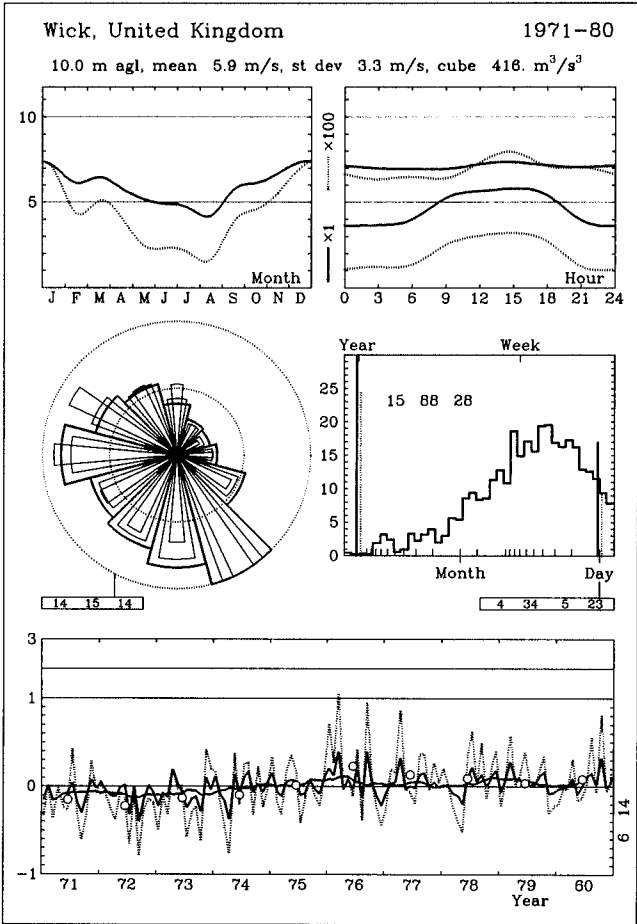 Wick, United Kingdom 1971-80
10.0 m agl, mean 5.9 m/s, st dev 3.3 m/s, cube 416. m³/s³
10
5
Month
J F M A M J J A S O N D
×1 ×100
Hour
0 3 6 9 12 15 18 21 24
14 15 14
Year Week
30
25
20
15
10
5
0
15 88 28
Month Day
4 34 5 23
3
1
0
-1
71 72 73 74 75 76 77 78 79 60
Year
6 14